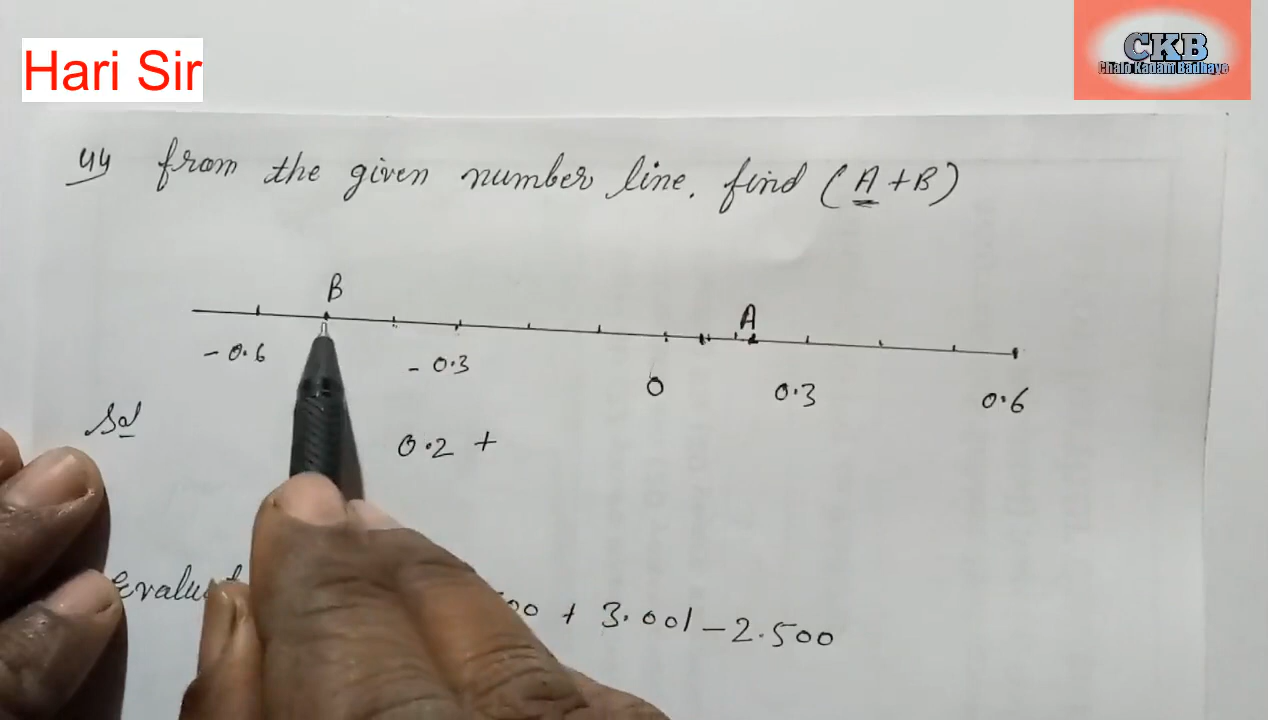 Hari Sir
CKB
Chalo Kadam Badhaye
44 from the given number line. find (A+B)
B
A
-0.6 -0.3 0 0.3 0.6
Sol
0.2 +
+ 3.001 - 2.500